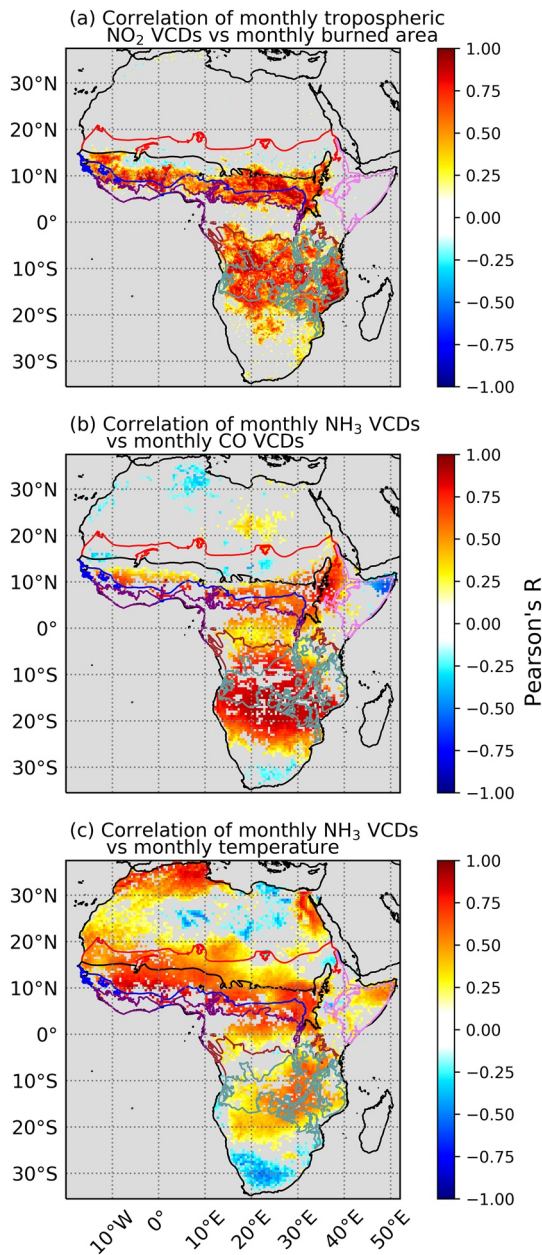 (a) Correlation of monthly tropospheric
NO₂ VCDs vs monthly burned area
30°N
20°N
10°N
0°
10°S
20°S
30°S
1.00
0.75
0.50
0.25
0.00
−0.25
−0.50
−0.75
−1.00
(b) Correlation of monthly NH₃ VCDs
vs monthly CO VCDs
30°N
20°N
10°N
0°
10°S
20°S
30°S
1.00
0.75
0.50
0.25
0.00
−0.25
−0.50
−0.75
−1.00
Pearson's R
(c) Correlation of monthly NH₃ VCDs
vs monthly temperature
30°N
20°N
10°N
0°
10°S
20°S
30°S
1.00
0.75
0.50
0.25
0.00
−0.25
−0.50
−0.75
−1.00
10°W
0°
10°E
20°E
30°E
40°E
50°E